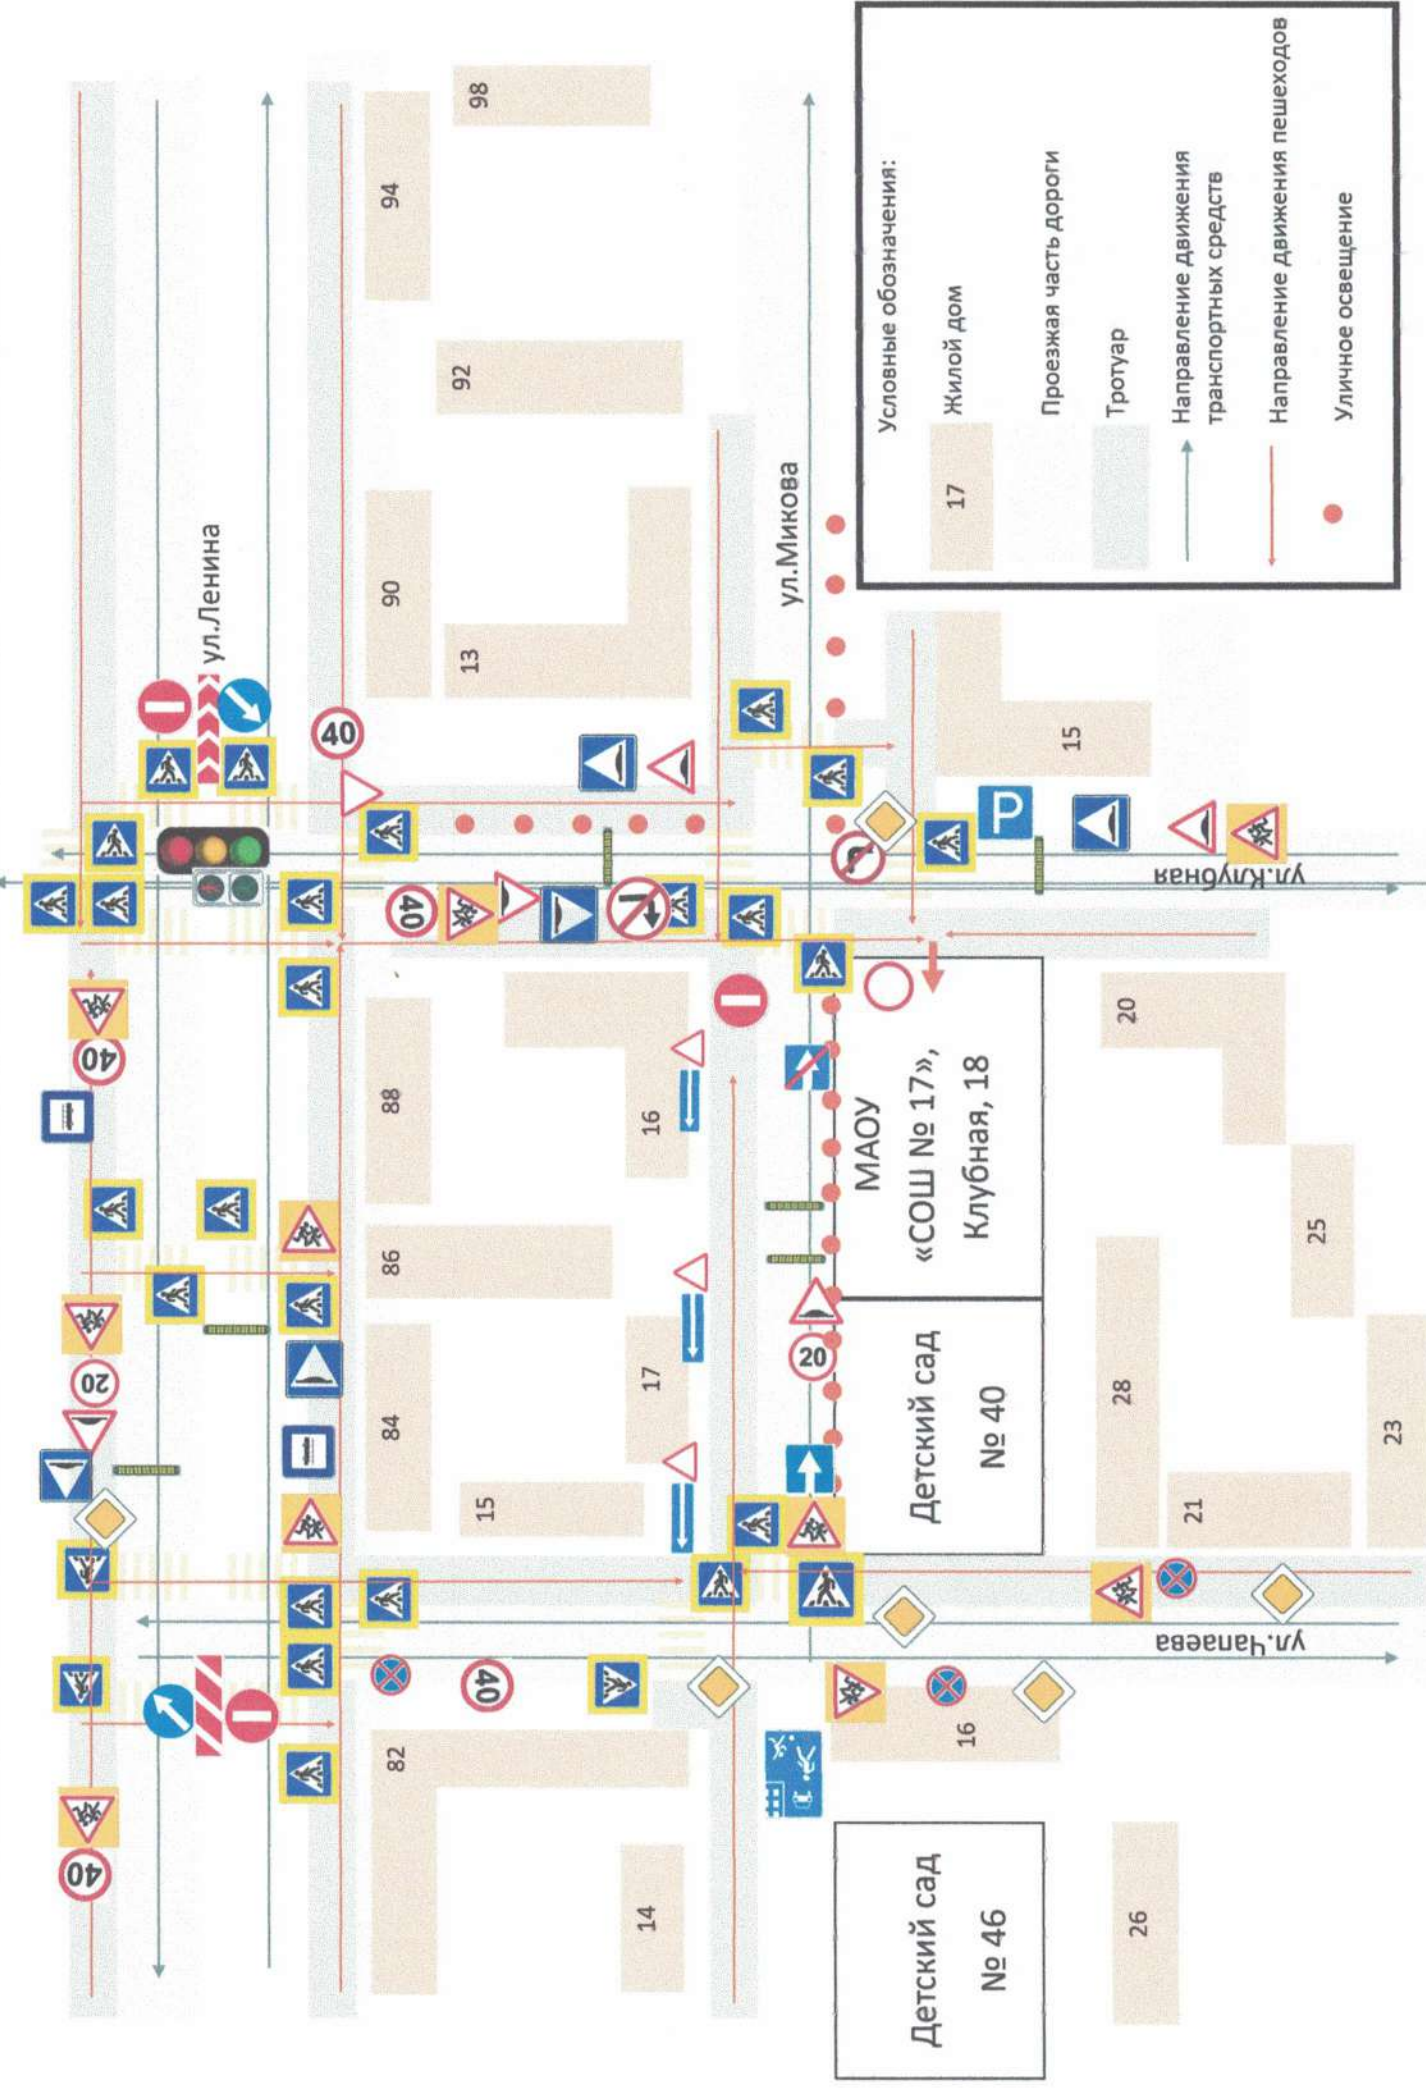 40
20
40
ул.Ленина
40
82
84
86
88
40
90
94
40
15
13
92
98
14
17
16
ул.Микова
20
Детский сад
№ 46
16
Детский сад
№ 40
МАОУ
«СОШ № 17»,
Клубная, 18
P
15
26
ул.Чапаева
21
28
23
25
20
ул.Клубная
Условные обозначения:
17
Жилой дом
Проезжая часть дороги
Тротуар
Направление движения
транспортных средств
Направление движения пешеходов
Уличное освещение